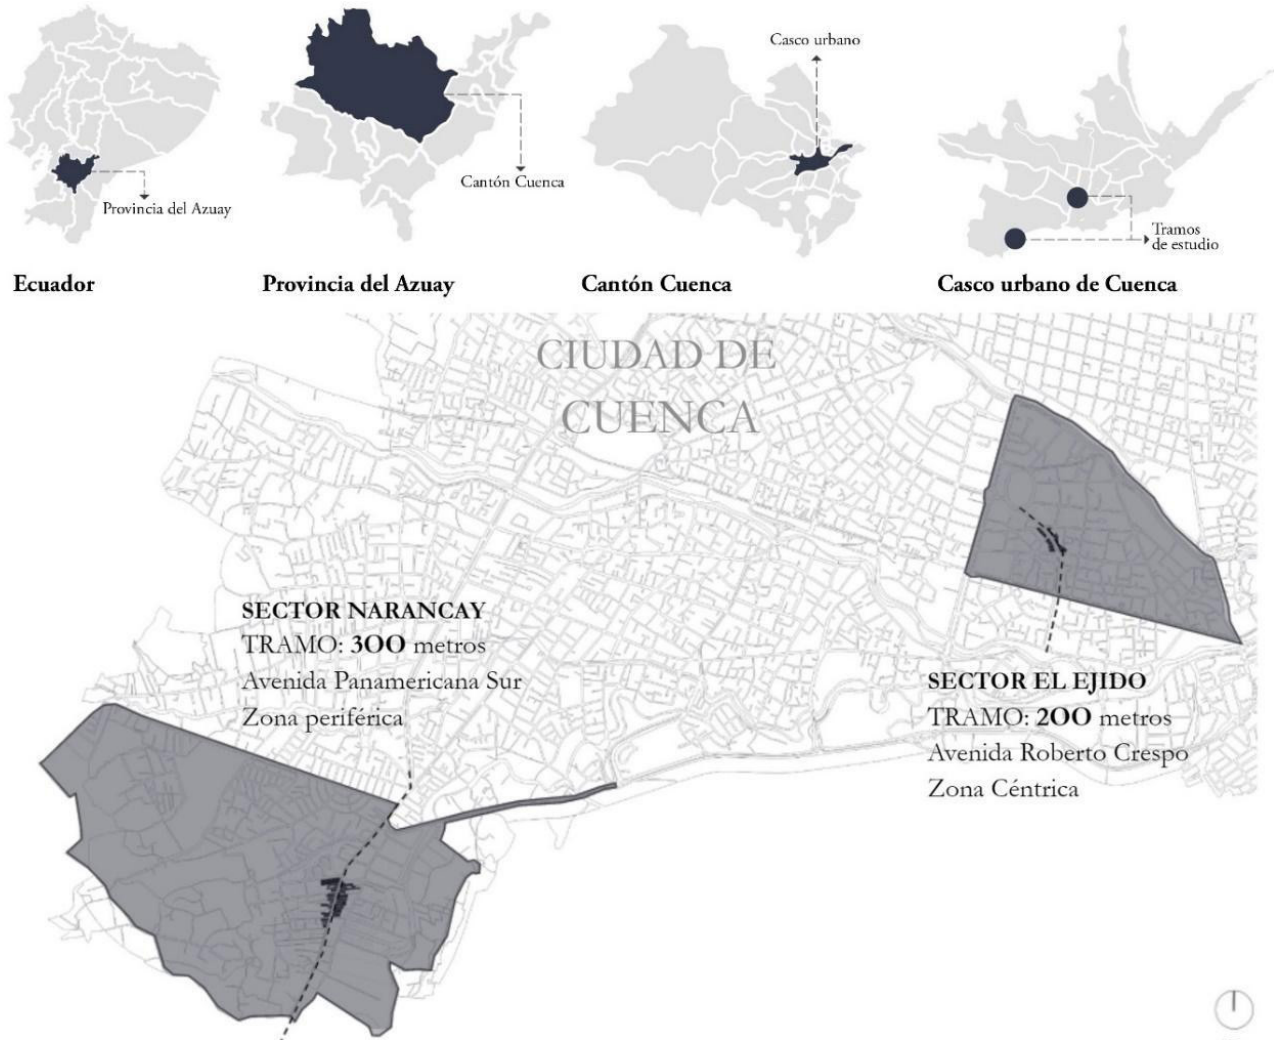 Casco urbano
Provincia del Azuay
Cantón Cuenca
Tramos
de estudio
Ecuador
Provincia del Azuay
Cantón Cuenca
Casco urbano de Cuenca
CIUDAD DE
CUENCA
SECTOR NARANCAY
TRAMO: 300 metros
Avenida Panamericana Sur
Zona periférica
SECTOR EL EJIDO
TRAMO: 200 metros
Avenida Roberto Crespo
Zona Céntrica